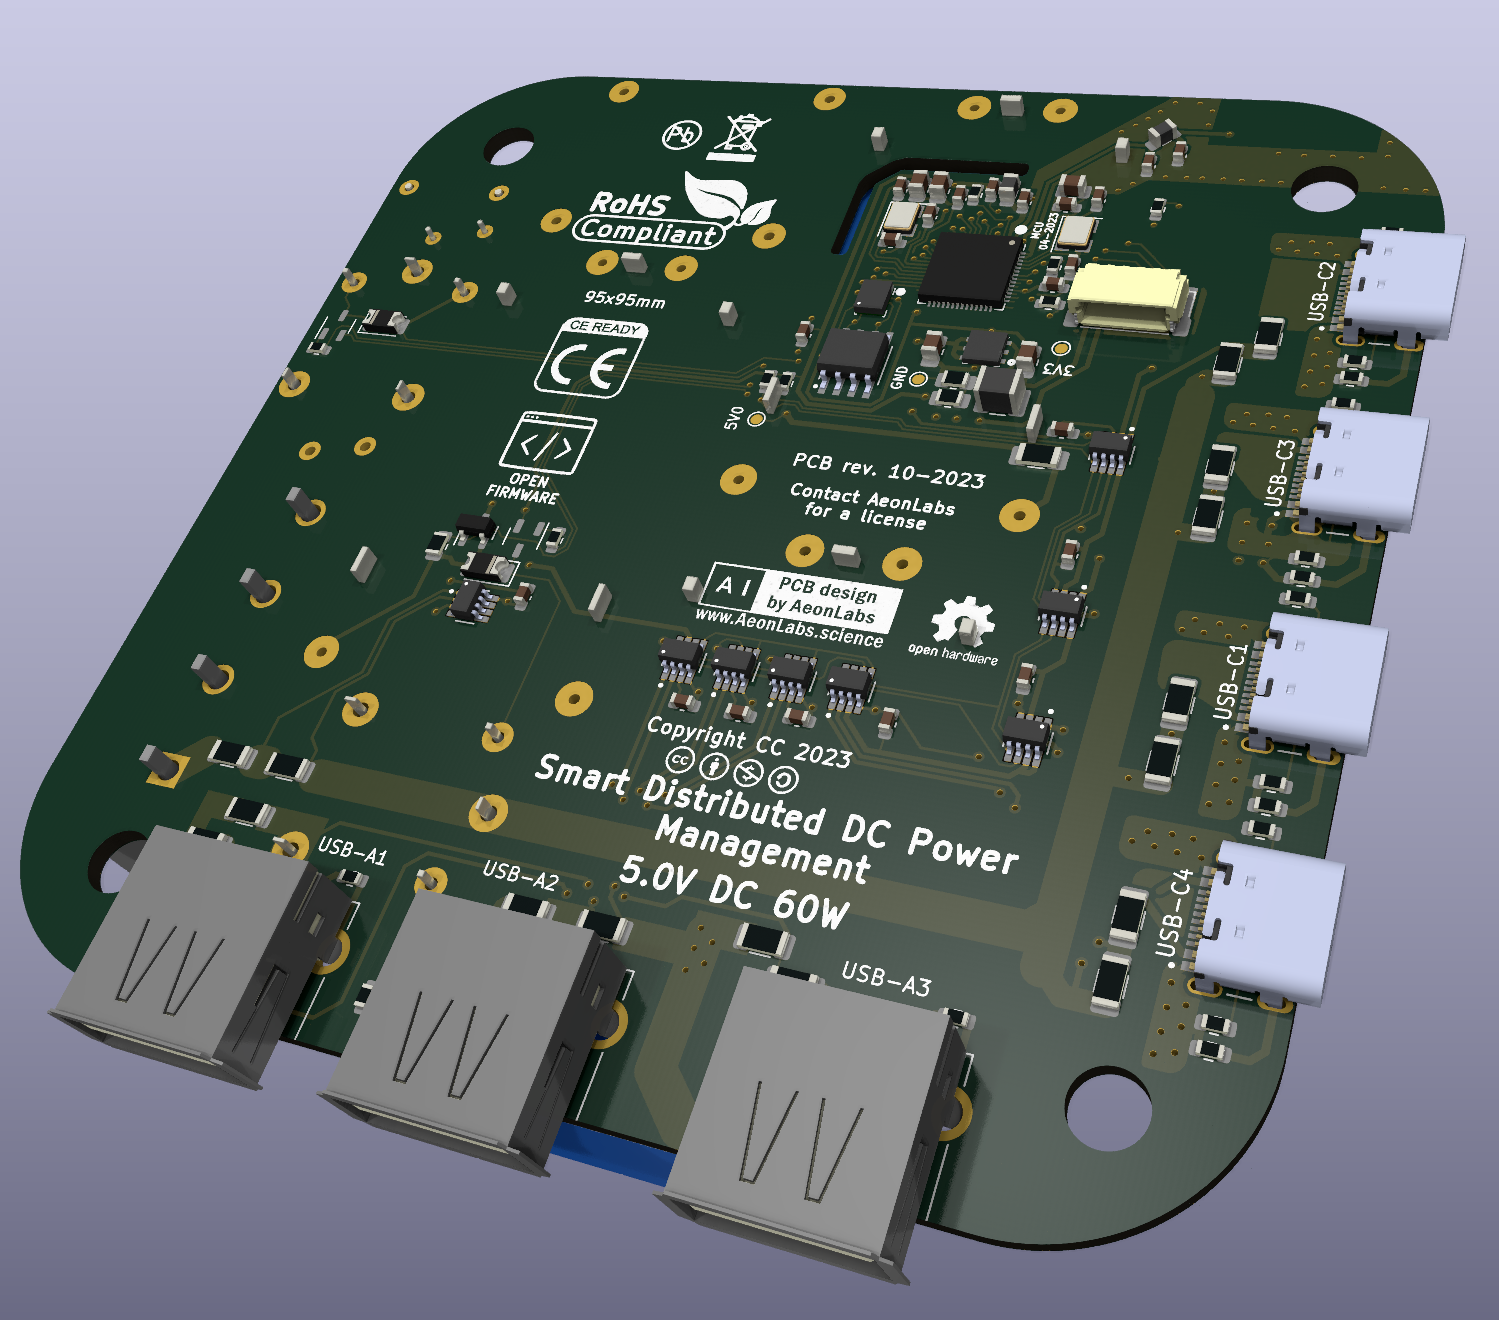 Pb
RoHS
Compliant
95x95mm
CE READY
CE
</>
OPEN
FIRMWARE
MCU
04-2023
GND
3V3
5V0
PCB rev. 10-2023
Contact AeonLabs
for a license
AI
PCB design
by AeonLabs
www.AeonLabs.science
open hardware
Copyright CC 2023
cc
Smart Distributed DC Power
Management
5.0V DC 60W
USB-A1
USB-A2
USB-A3
USB-C2
USB-C3
USB-C1
USB-C4